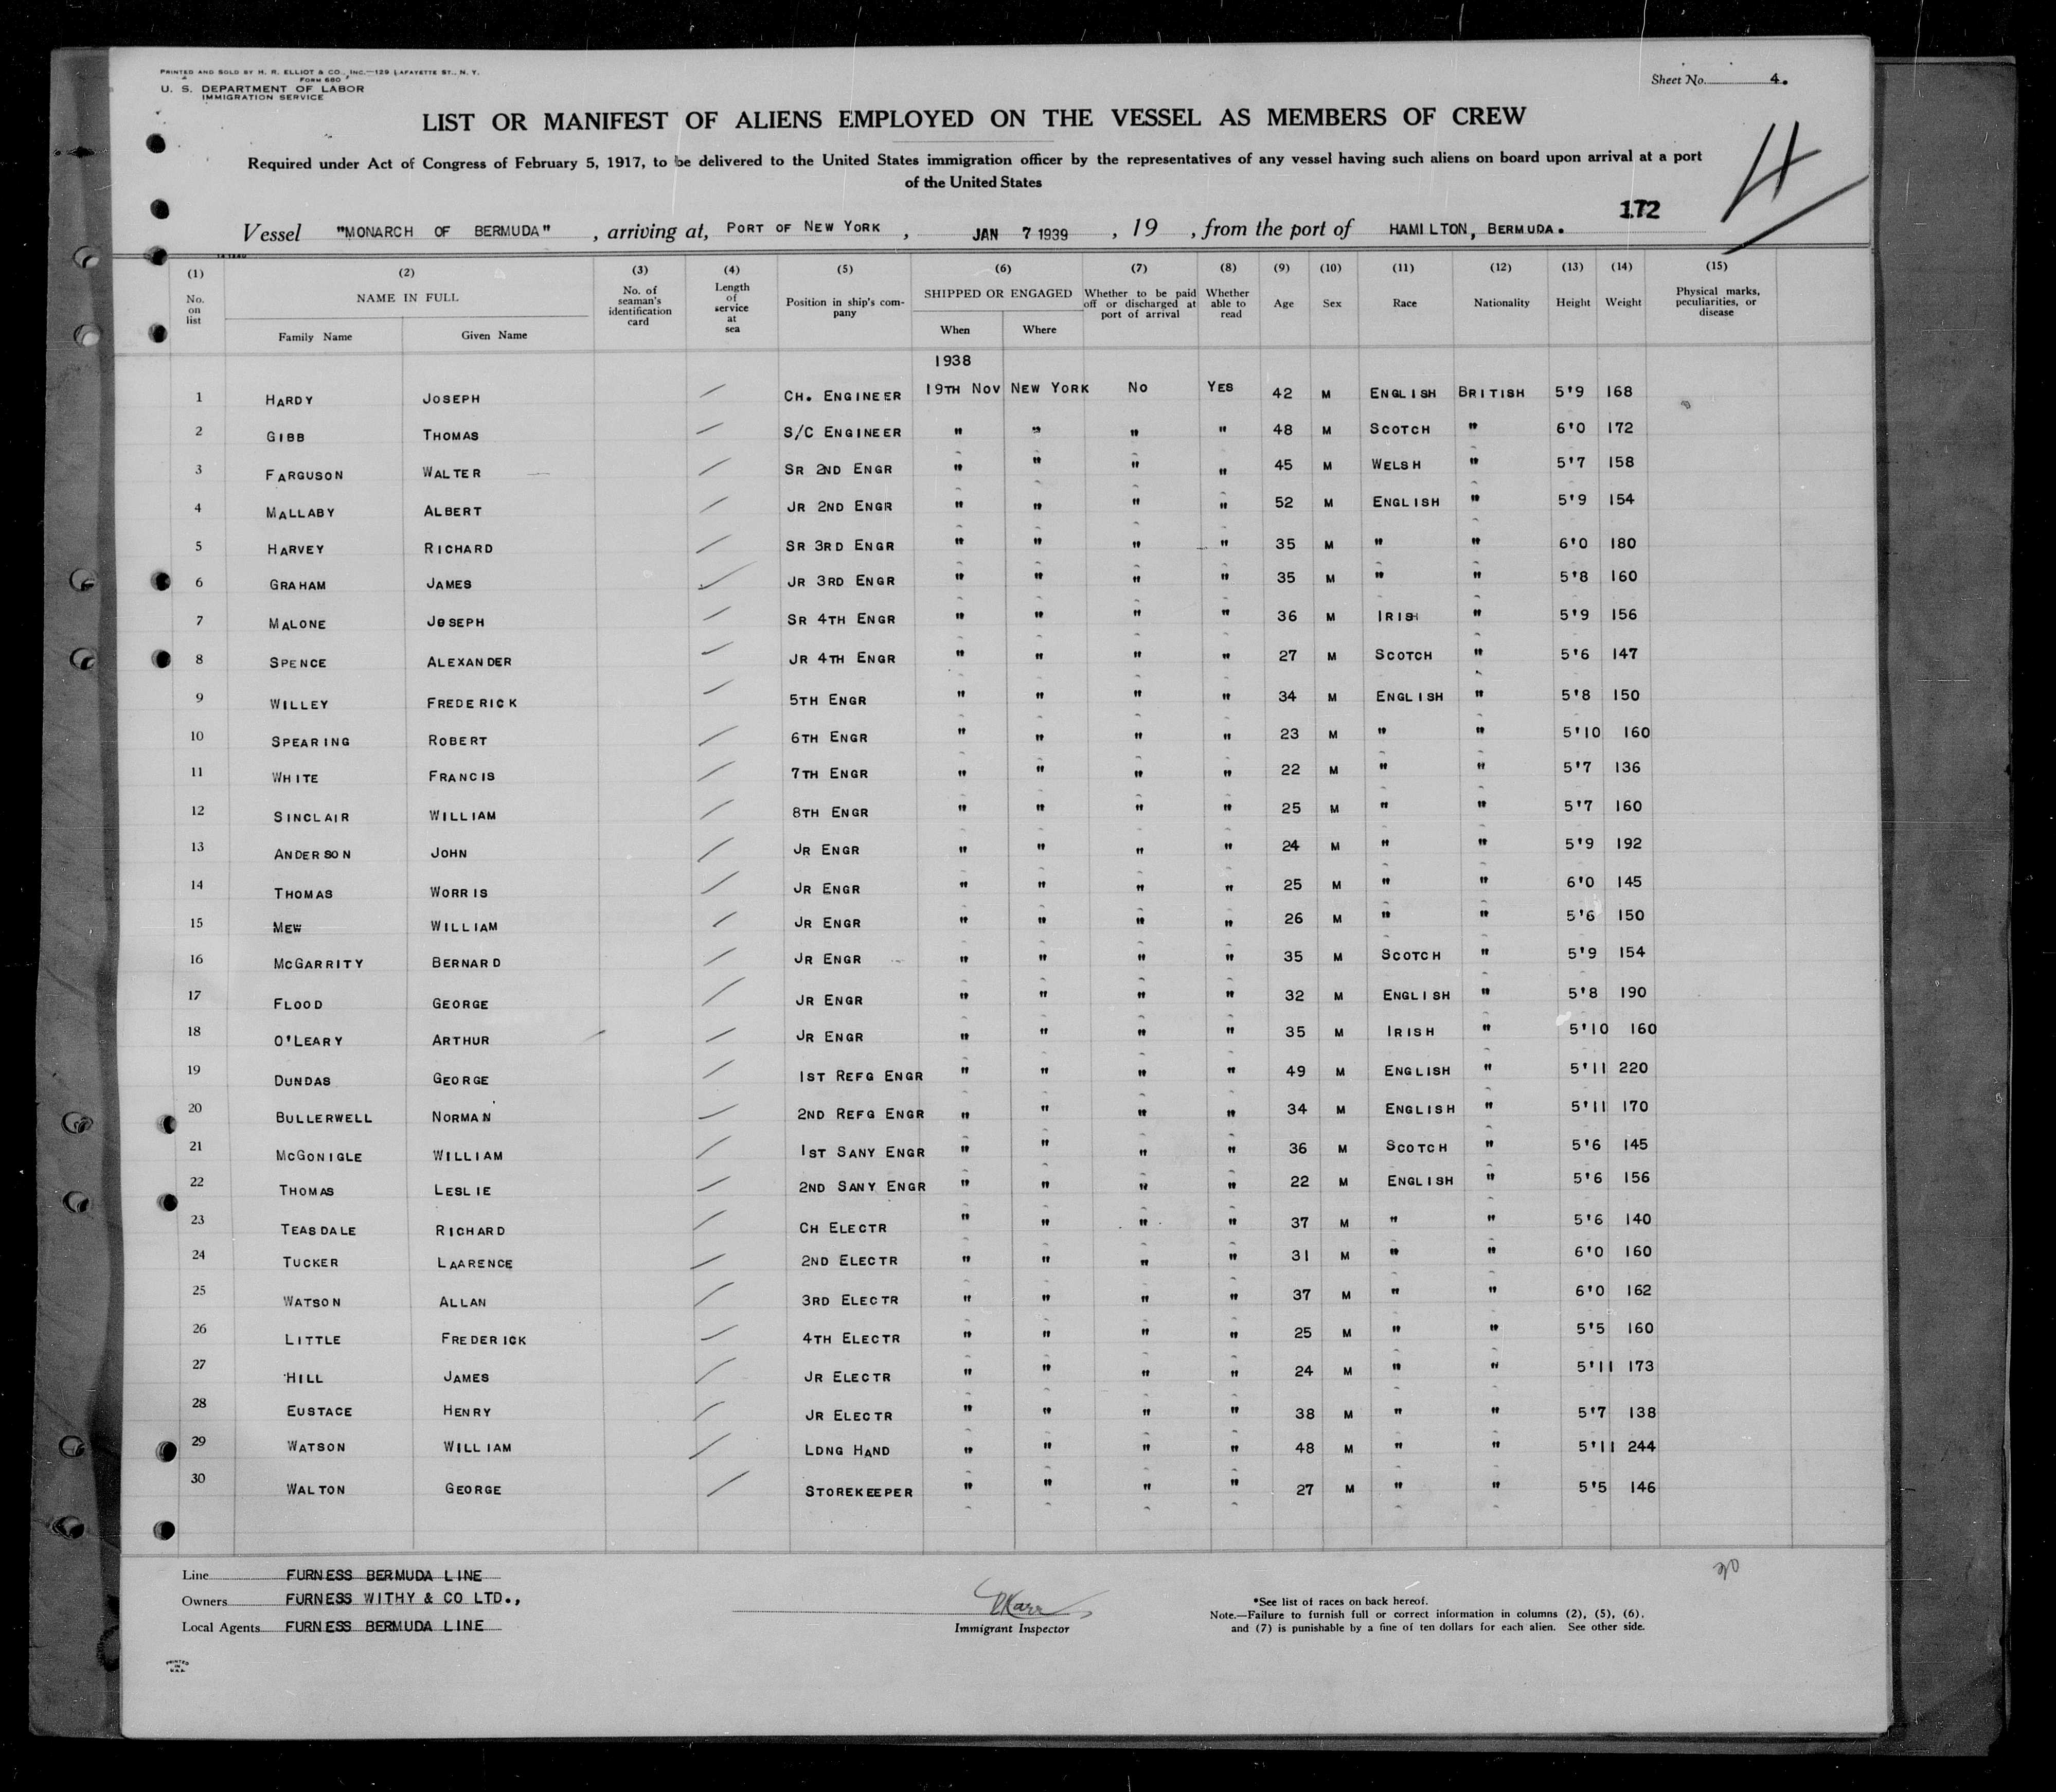 PRINTED AND SOLD BY H. R. ELLIOT & CO., INC.—129 LAFAYETTE ST., N. Y.
FORM 680
U. S. DEPARTMENT OF LABOR
IMMIGRATION SERVICE
Sheet No. 4.
LIST OR MANIFEST OF ALIENS EMPLOYED ON THE VESSEL AS MEMBERS OF CREW
4
Required under Act of Congress of February 5, 1917, to be delivered to the United States immigration officer by the representatives of any vessel having such aliens on board upon arrival at a port
of the United States
172
Vessel "MONARCH OF BERMUDA" , arriving at, PORT OF NEW YORK , JAN 7 1939 , 19 , from the port of HAMILTON, BERMUDA.
(1) (2) (3) (4) (5) (6) (7) (8) (9) (10) (11) (12) (13) (14) (15)
No. on list NAME IN FULL No. of seaman's identification card Length of service at sea Position in ship's company SHIPPED OR ENGAGED Whether to be paid off or discharged at port of arrival Whether able to read Age Sex Race Nationality Height Weight Physical marks, peculiarities, or disease
Family Name Given Name When Where
1938
1 HARDY JOSEPH CH. ENGINEER 19TH NOV NEW YORK NO YES 42 M ENGLISH BRITISH 5'9 168
2 GIBB THOMAS S/C ENGINEER " " " " 48 M SCOTCH " 6'0 172
3 FARGUSON WALTER SR 2ND ENGR " " " " 45 M WELSH " 5'7 158
4 MALLABY ALBERT JR 2ND ENGR " " " " 52 M ENGLISH " 5'9 154
5 HARVEY RICHARD SR 3RD ENGR " " " " 35 M " " 6'0 180
6 GRAHAM JAMES JR 3RD ENGR " " " " 35 M " " 5'8 160
7 MALONE JOSEPH SR 4TH ENGR " " " " 36 M IRISH " 5'9 156
8 SPENCE ALEXANDER JR 4TH ENGR " " " " 27 M SCOTCH " 5'6 147
9 WILLEY FREDERICK 5TH ENGR " " " " 34 M ENGLISH " 5'8 150
10 SPEARING ROBERT 6TH ENGR " " " " 23 M " " 5'10 160
11 WHITE FRANCIS 7TH ENGR " " " " 22 M " " 5'7 136
12 SINCLAIR WILLIAM 8TH ENGR " " " " 25 M " " 5'7 160
13 ANDERSON JOHN JR ENGR " " " " 24 M " " 5'9 192
14 THOMAS WORRIS JR ENGR " " " " 25 M " " 6'0 145
15 MEW WILLIAM JR ENGR " " " " 26 M " " 5'6 150
16 MCGARRITY BERNARD JR ENGR " " " " 35 M SCOTCH " 5'9 154
17 FLOOD GEORGE JR ENGR " " " " 32 M ENGLISH " 5'8 190
18 O'LEARY ARTHUR JR ENGR " " " " 35 M IRISH " 5'10 160
19 DUNDAS GEORGE 1ST REFG ENGR " " " " 49 M ENGLISH " 5'11 220
20 BULLERWELL NORMAN 2ND REFG ENGR " " " " 34 M ENGLISH " 5'11 170
21 MCGONIGLE WILLIAM 1ST SANY ENGR " " " " 36 M SCOTCH " 5'6 145
22 THOMAS LESLIE 2ND SANY ENGR " " " " 22 M ENGLISH " 5'6 156
23 TEASDALE RICHARD CH ELECTR " " " " 37 M " " 5'6 140
24 TUCKER LAARENCE 2ND ELECTR " " " " 31 M " " 6'0 160
25 WATSON ALLAN 3RD ELECTR " " " " 37 M " " 6'0 162
26 LITTLE FREDERICK 4TH ELECTR " " " " 25 M " " 5'5 160
27 HILL JAMES JR ELECTR " " " " 24 M " " 5'11 173
28 EUSTACE HENRY JR ELECTR " " " " 38 M " " 5'7 138
29 WATSON WILLIAM LDNG HAND " " " " 48 M " " 5'11 244
30 WALTON GEORGE STOREKEEPER " " " " 27 M " " 5'5 146
Line FURNESS BERMUDA LINE
Owners FURNESS WITHY & CO LTD.,
Local Agents FURNESS BERMUDA LINE
Immigrant Inspector
*See list of races on back hereof.
Note.—Failure to furnish full or correct information in columns (2), (5), (6),
and (7) is punishable by a fine of ten dollars for each alien. See other side.
PRINTED
IN
U.S.A.